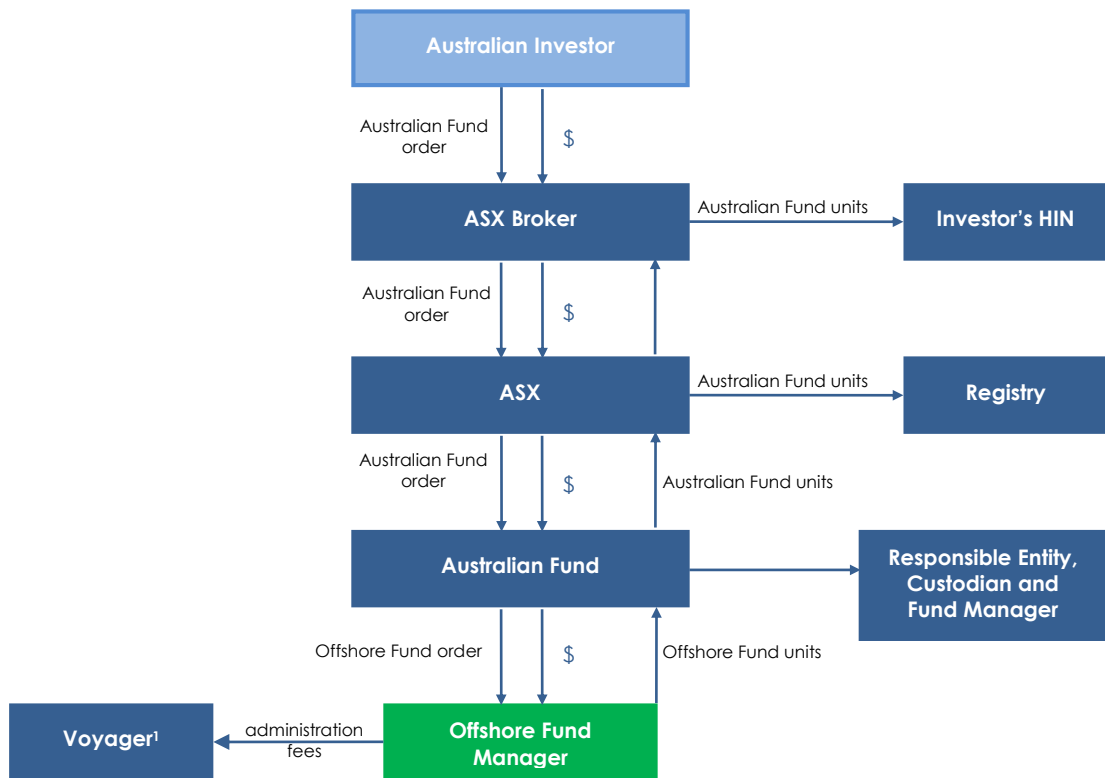 Australian Investor
Australian Fund
order
$
ASX Broker
Australian Fund units
Investor’s HIN
Australian Fund
order
$
ASX
Australian Fund units
Registry
Australian Fund
order
$
Australian Fund units
Australian Fund
Responsible Entity,
Custodian and
Fund Manager
Offshore Fund order
$
Offshore Fund units
Voyager¹
administration
fees
Offshore Fund
Manager